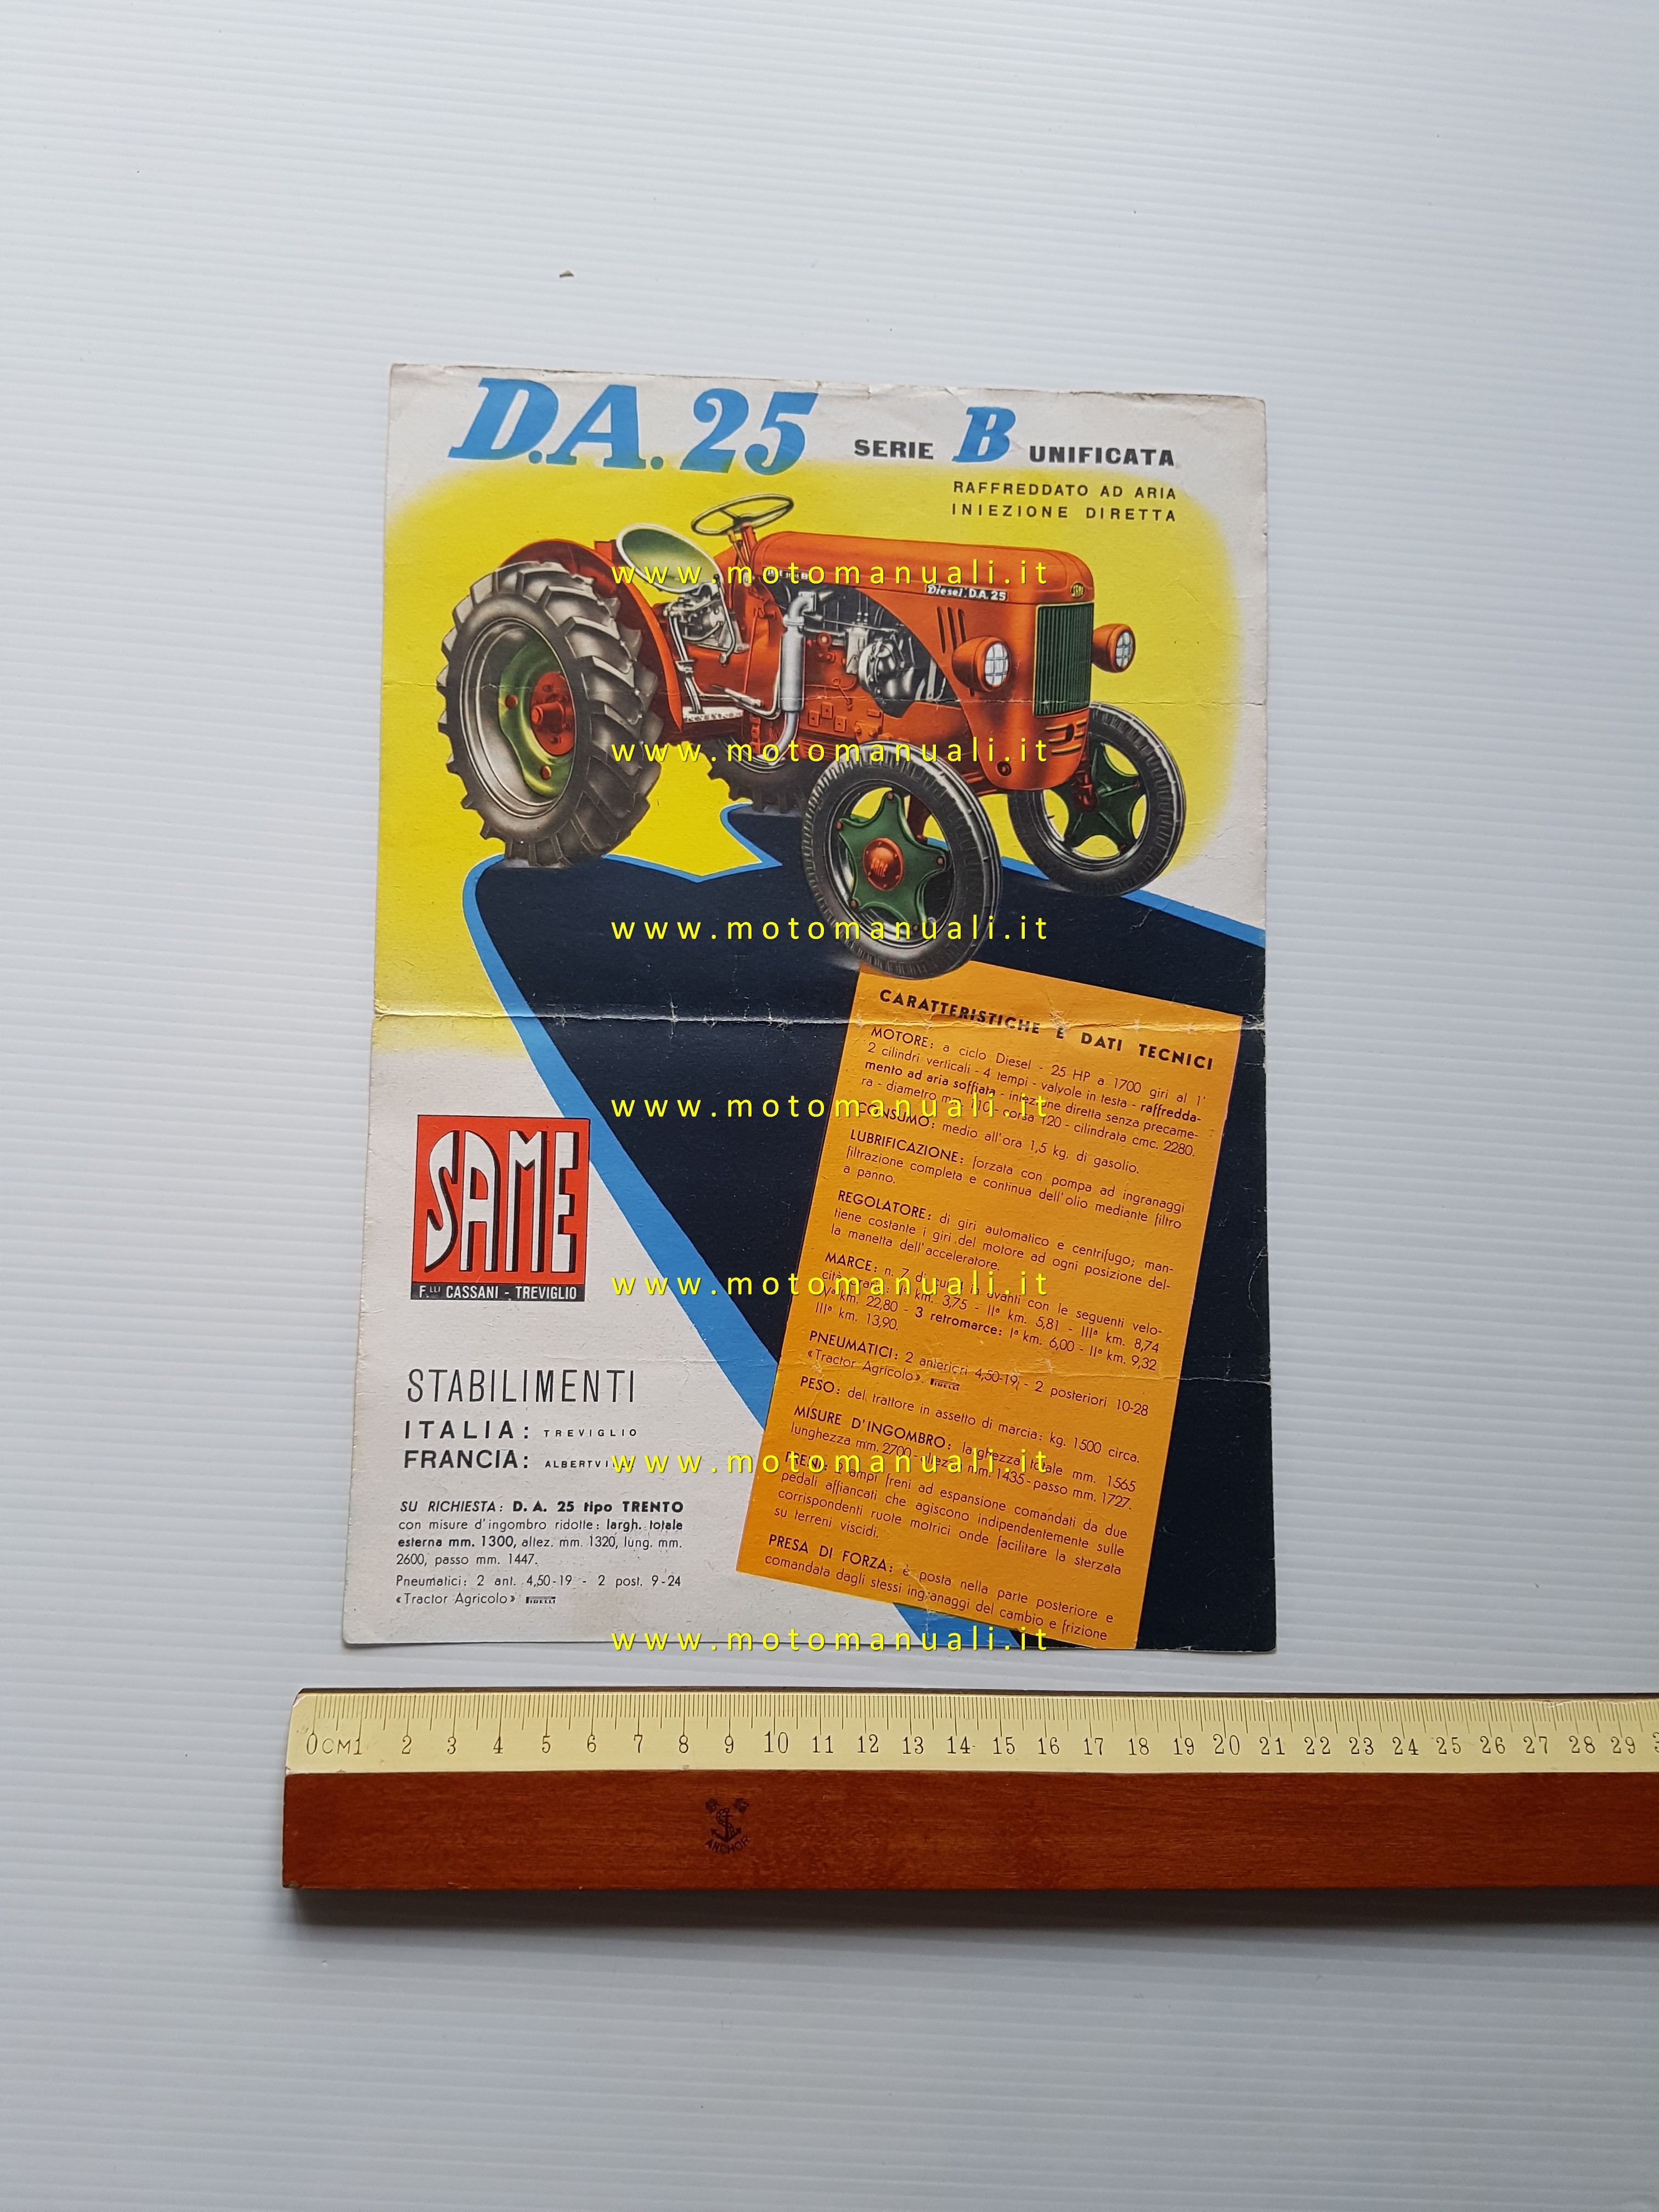 D.A.25 SERIE B UNIFICATA
RAFFREDDATO AD ARIA
INIEZIONE DIRETTA
www.motomanuali.it
Diesel D.A.25
www.motomanuali.it
SAME
www.motomanuali.it
CARATTERISTICHE E DATI TECNICI
MOTORE: a ciclo Diesel - 25 HP a 1700 giri al 1'
2 cilindri verticali - 4 tempi - valvole in testa - raffredda-
mento ad aria soffiata - iniezione diretta senza precame-
ra - diametro mm. 110 - corsa 120 - cilindrata cmc. 2280.
www.motomanuali.it
CONSUMO: medio all'ora 1,5 kg. di gasolio.
LUBRIFICAZIONE: forzata con pompa ad ingranaggi
filtrazione completa e continua dell'olio mediante filtro
a panno.
REGOLATORE: di giri automatico e centrifugo; man-
tiene costante i giri del motore ad ogni posizione del-
la manetta dell'acceleratore.
www.motomanuali.it
MARCE: n. 7 di cui avanti con le seguenti velo-
km. 3,75 - IIª km. 5,81 - IIIª km. 8,74
km. 22,80 - 3 retromarce: Iª km. 6,00 - IIª km. 9,32
IIIª km. 13,90.
PNEUMATICI: 2 anteriori 4,50-19 - 2 posteriori 10-28
«Tractor Agricolo». PIRELLI
PESO: del trattore in assetto di marcia: kg. 1500 circa.
MISURE D'INGOMBRO: larghezza totale mm. 1565
lunghezza mm. 2700 - altezza mm. 1435 - passo mm. 1727.
www.motomanuali.it
FRENI: 2 ampi freni ad espansione comandati da due
pedali affiancati che agiscono indipendentemente sulle
corrispondenti ruote motrici onde facilitare la sterzata
su terreni viscidi.
PRESA DI FORZA: è posta nella parte posteriore e
comandata dagli stessi ingranaggi del cambio e frizione
SAME
F.LLI CASSANI - TREVIGLIO
STABILIMENTI
ITALIA: TREVIGLIO
FRANCIA: ALBERTVILLE
SU RICHIESTA: D. A. 25 tipo TRENTO
con misure d'ingombro ridotte: largh. totale
esterna mm. 1300, altez. mm. 1320, lung. mm.
2600, passo mm. 1447.
Pneumatici: 2 ant. 4,50-19 - 2 post. 9-24
«Tractor Agricolo» PIRELLI
www.motomanuali.it
0CM1 2 3 4 5 6 7 8 9 10 11 12 13 14 15 16 17 18 19 20 21 22 23 24 25 26 27 28 29
ANCHOR